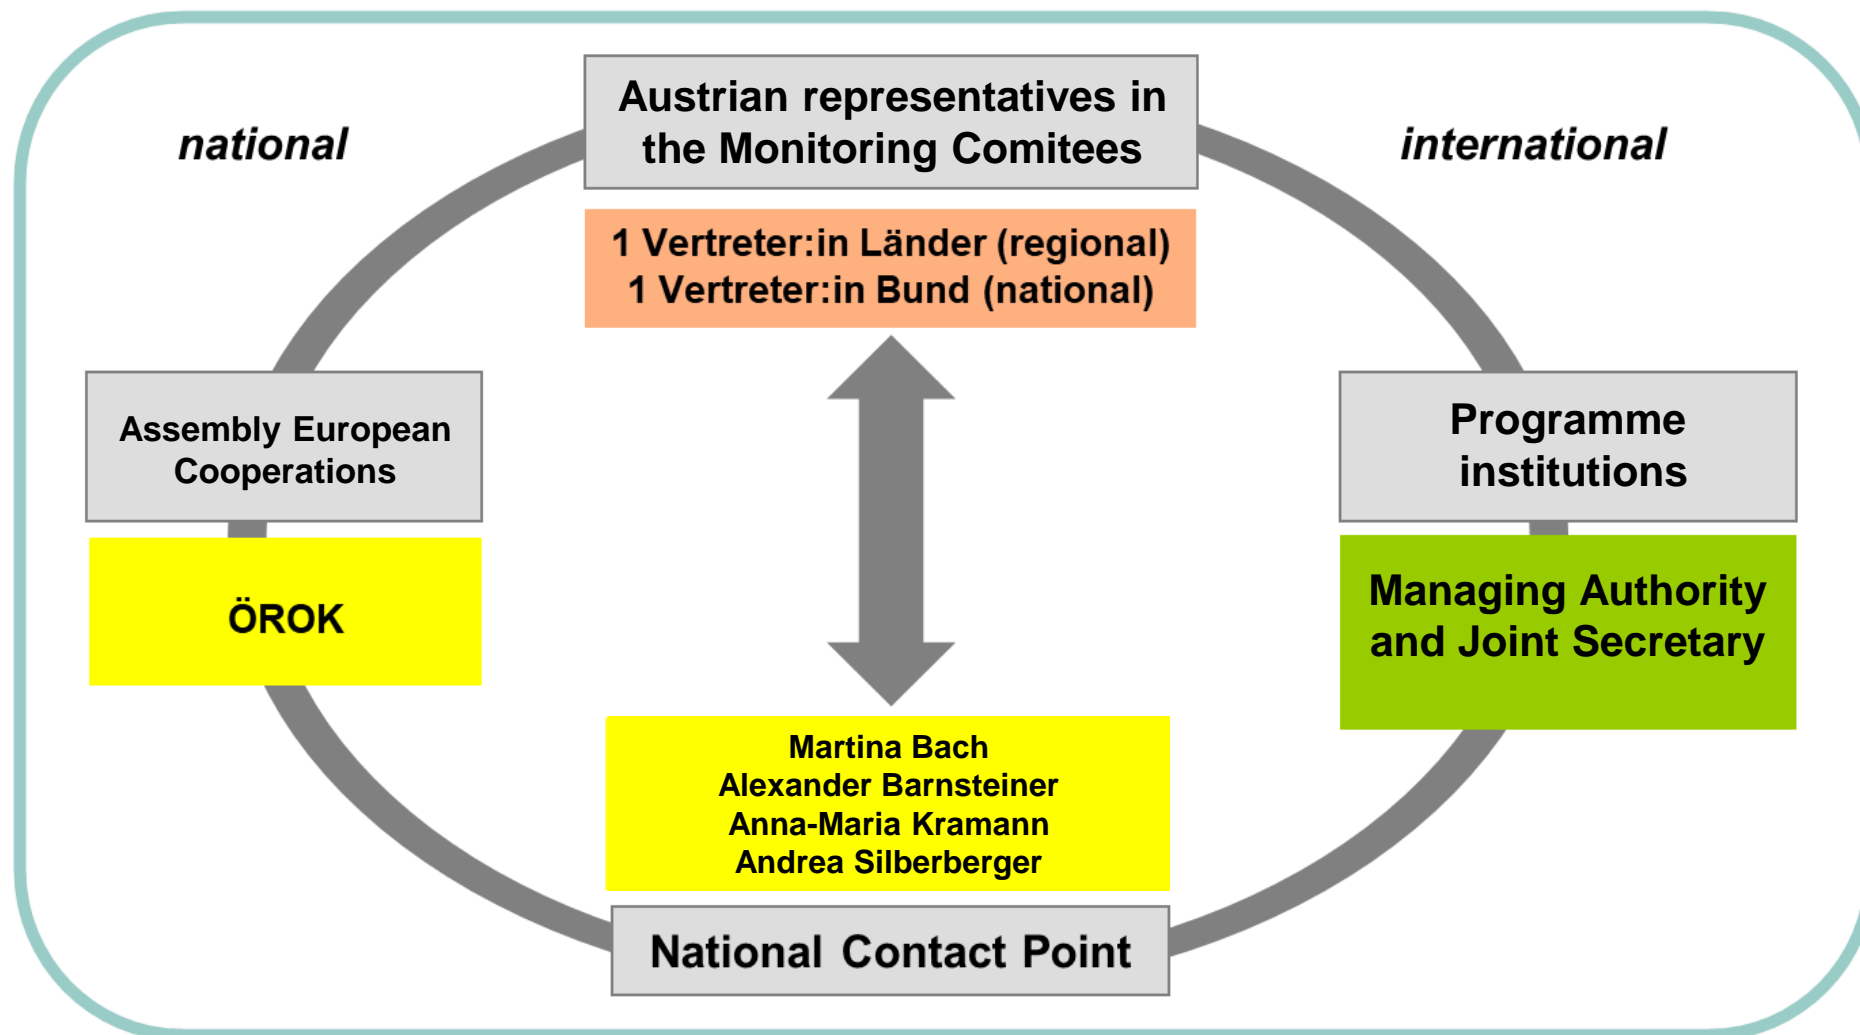 national
Austrian representatives in
the Monitoring Comitees
international
1 Vertreter:in Länder (regional)
1 Vertreter:in Bund (national)
Assembly European
Cooperations
ÖROK
Programme
institutions
Managing Authority
and Joint Secretary
Martina Bach
Alexander Barnsteiner
Anna-Maria Kramann
Andrea Silberberger
National Contact Point